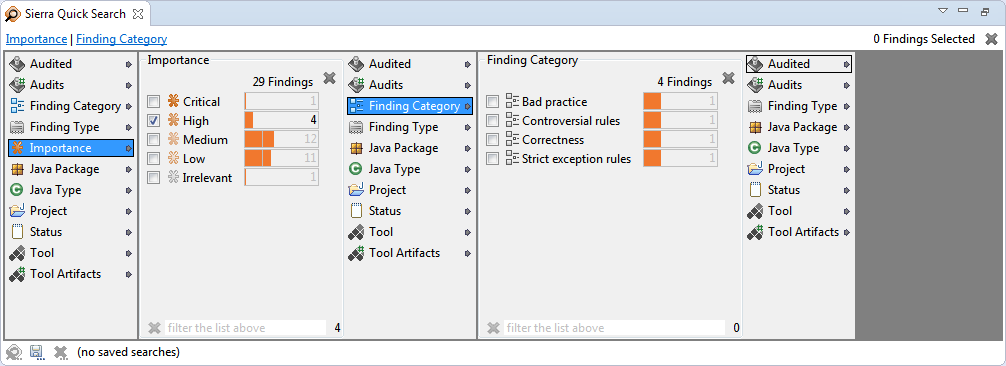 Sierra Quick Search
Importance | Finding Category
0 Findings Selected
Audited
Audits
Finding Category
Finding Type
Importance
Java Package
Java Type
Project
Status
Tool
Tool Artifacts
Importance
29 Findings
Critical 1
High 4
Medium 12
Low 11
Irrelevant 1
filter the list above 4
Audited
Audits
Finding Category
Finding Type
Java Package
Java Type
Project
Status
Tool
Tool Artifacts
Finding Category
4 Findings
Bad practice 1
Controversial rules 1
Correctness 1
Strict exception rules 1
filter the list above 0
Audited
Audits
Finding Type
Java Package
Java Type
Project
Status
Tool
Tool Artifacts
(no saved searches)